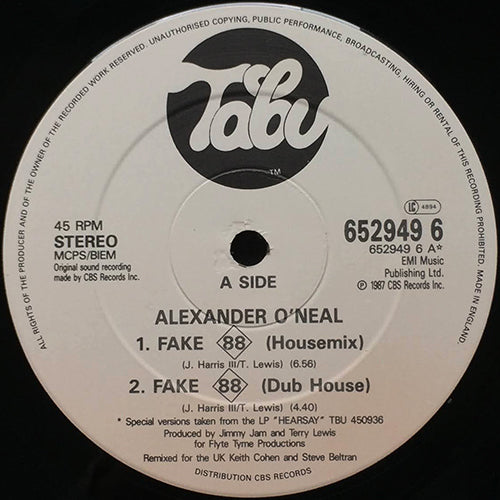 ALL RIGHTS OF THE PRODUCER AND OF THE OWNER OF THE RECORDED WORK RESERVED. UNAUTHORISED COPYING, PUBLIC PERFORMANCE, BROADCASTING, HIRING OR RENTAL OF THIS RECORDING PROHIBITED. MADE IN ENGLAND.
Tabu
TM
LC 4894
45 RPM
STEREO
MCPS/BIEM
Original sound recording
made by CBS Records Inc.
652949 6
652949 6 A*
EMI Music
Publishing Ltd.
℗ 1987 CBS Records Inc.
A SIDE
ALEXANDER O'NEAL
1. FAKE 88 (Housemix)
(J. Harris III/T. Lewis) (6.56)
2. FAKE 88 (Dub House)
(J. Harris III/T. Lewis) (4.40)
* Special versions taken from the LP "HEARSAY" TBU 450936
Produced by Jimmy Jam and Terry Lewis
for Flyte Tyme Productions
Remixed for the UK Keith Cohen and Steve Beltran
DISTRIBUTION CBS RECORDS